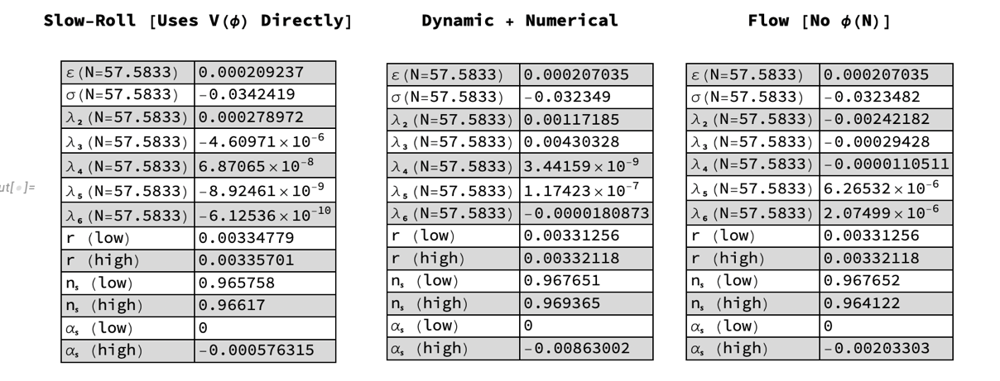 Slow-Roll [Uses V(ϕ) Directly]
ε(N=57.5833) 0.000209237
σ(N=57.5833) -0.0342419
λ₂(N=57.5833) 0.000278972
λ₃(N=57.5833) -4.60971×10⁻⁶
λ₄(N=57.5833) 6.87065×10⁻⁸
λ₅(N=57.5833) -8.92461×10⁻⁹
λ₆(N=57.5833) -6.12536×10⁻¹⁰
r (low) 0.00334779
r (high) 0.00335701
nₛ (low) 0.965758
nₛ (high) 0.96617
αₛ (low) 0
αₛ (high) -0.000576315
Dynamic + Numerical
ε(N=57.5833) 0.000207035
σ(N=57.5833) -0.032349
λ₂(N=57.5833) 0.00117185
λ₃(N=57.5833) 0.00430328
λ₄(N=57.5833) 3.44159×10⁻⁹
λ₅(N=57.5833) 1.17423×10⁻⁷
λ₆(N=57.5833) -0.0000180873
r (low) 0.00331256
r (high) 0.00332118
nₛ (low) 0.967651
nₛ (high) 0.969365
αₛ (low) 0
αₛ (high) -0.00863002
Flow [No ϕ(N)]
ε(N=57.5833) 0.000207035
σ(N=57.5833) -0.0323482
λ₂(N=57.5833) -0.00242182
λ₃(N=57.5833) -0.00029428
λ₄(N=57.5833) -0.0000110511
λ₅(N=57.5833) 6.26532×10⁻⁶
λ₆(N=57.5833) 2.07499×10⁻⁶
r (low) 0.00331256
r (high) 0.00332118
nₛ (low) 0.967652
nₛ (high) 0.964122
αₛ (low) 0
αₛ (high) -0.00203303
ut[◦]=